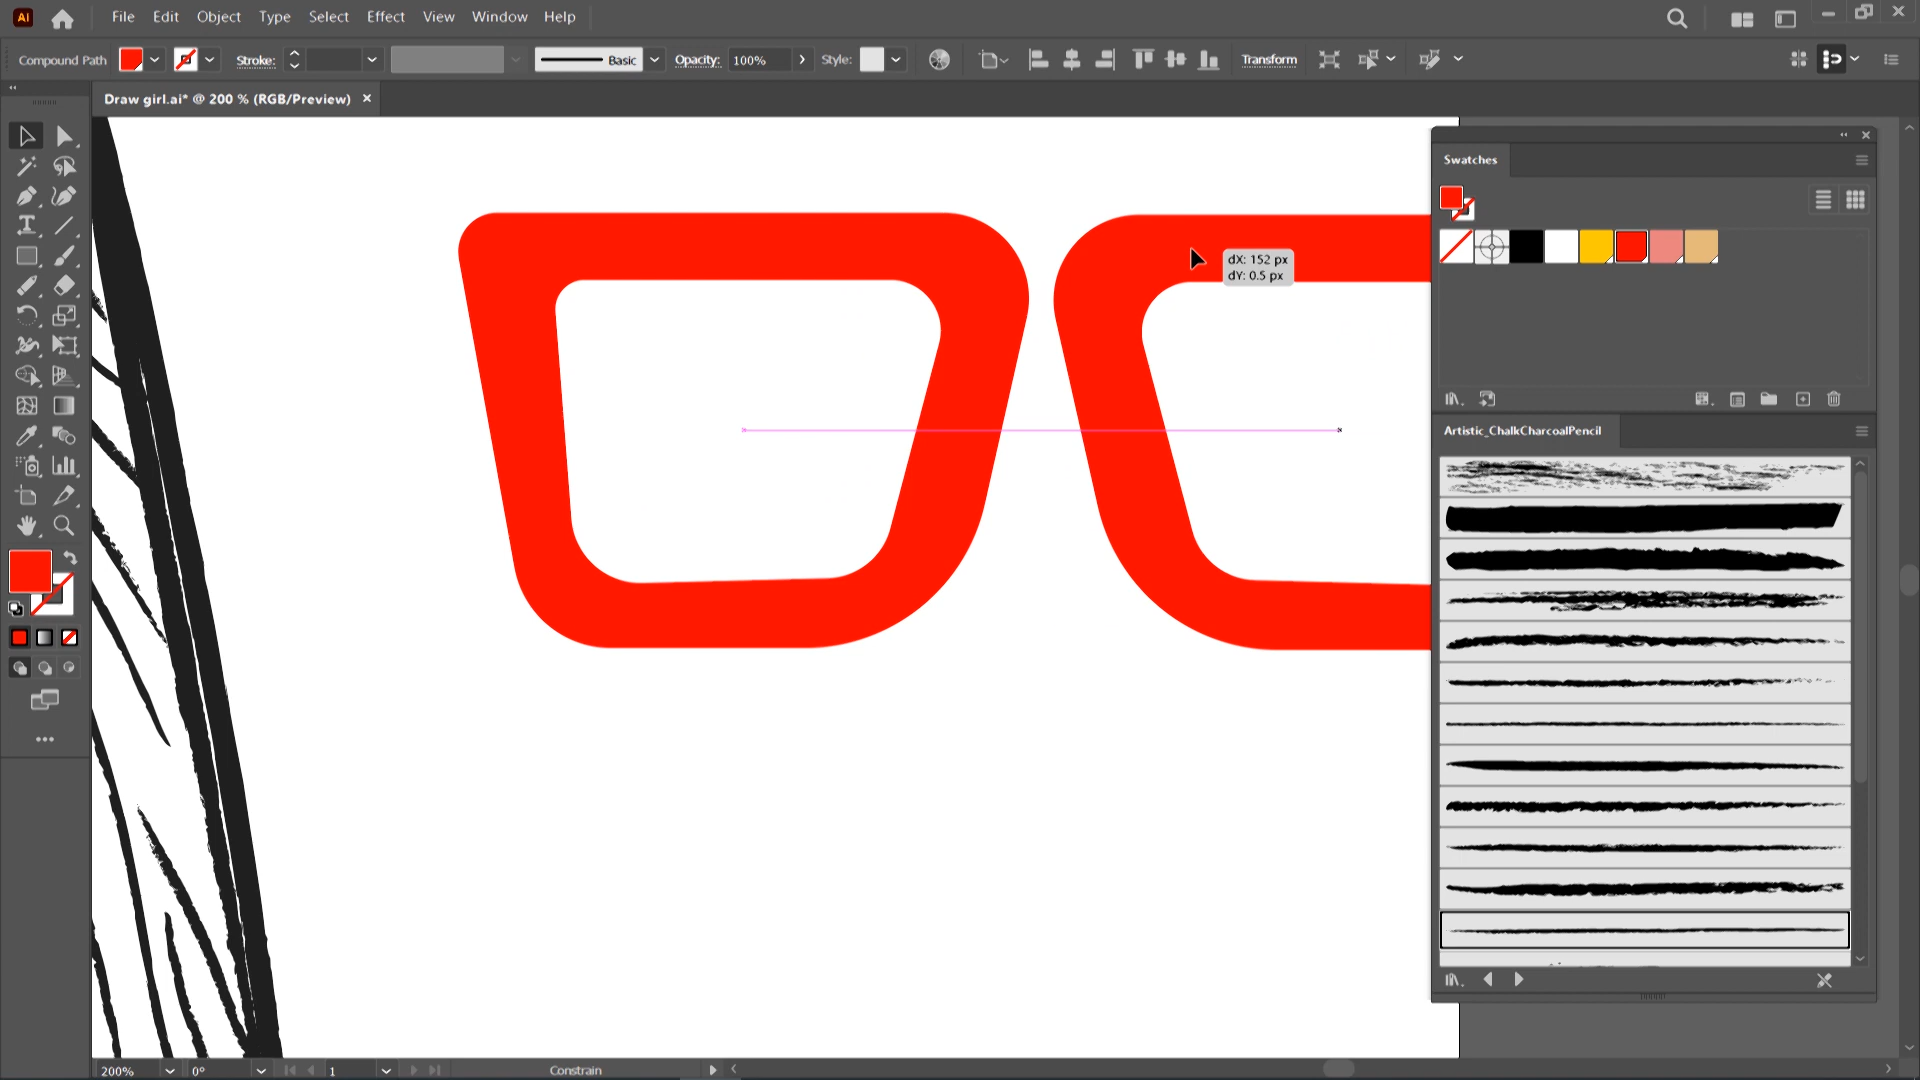 Ai File Edit Object Type Select Effect View Window Help
Compound Path Stroke: Basic Opacity: 100% Style: Transform
Draw girl.ai* @ 200 % (RGB/Preview)
Swatches
dX: 152 px
dY: 0.5 px
Artistic_ChalkCharcoalPencil
200% 0° 1 Constrain